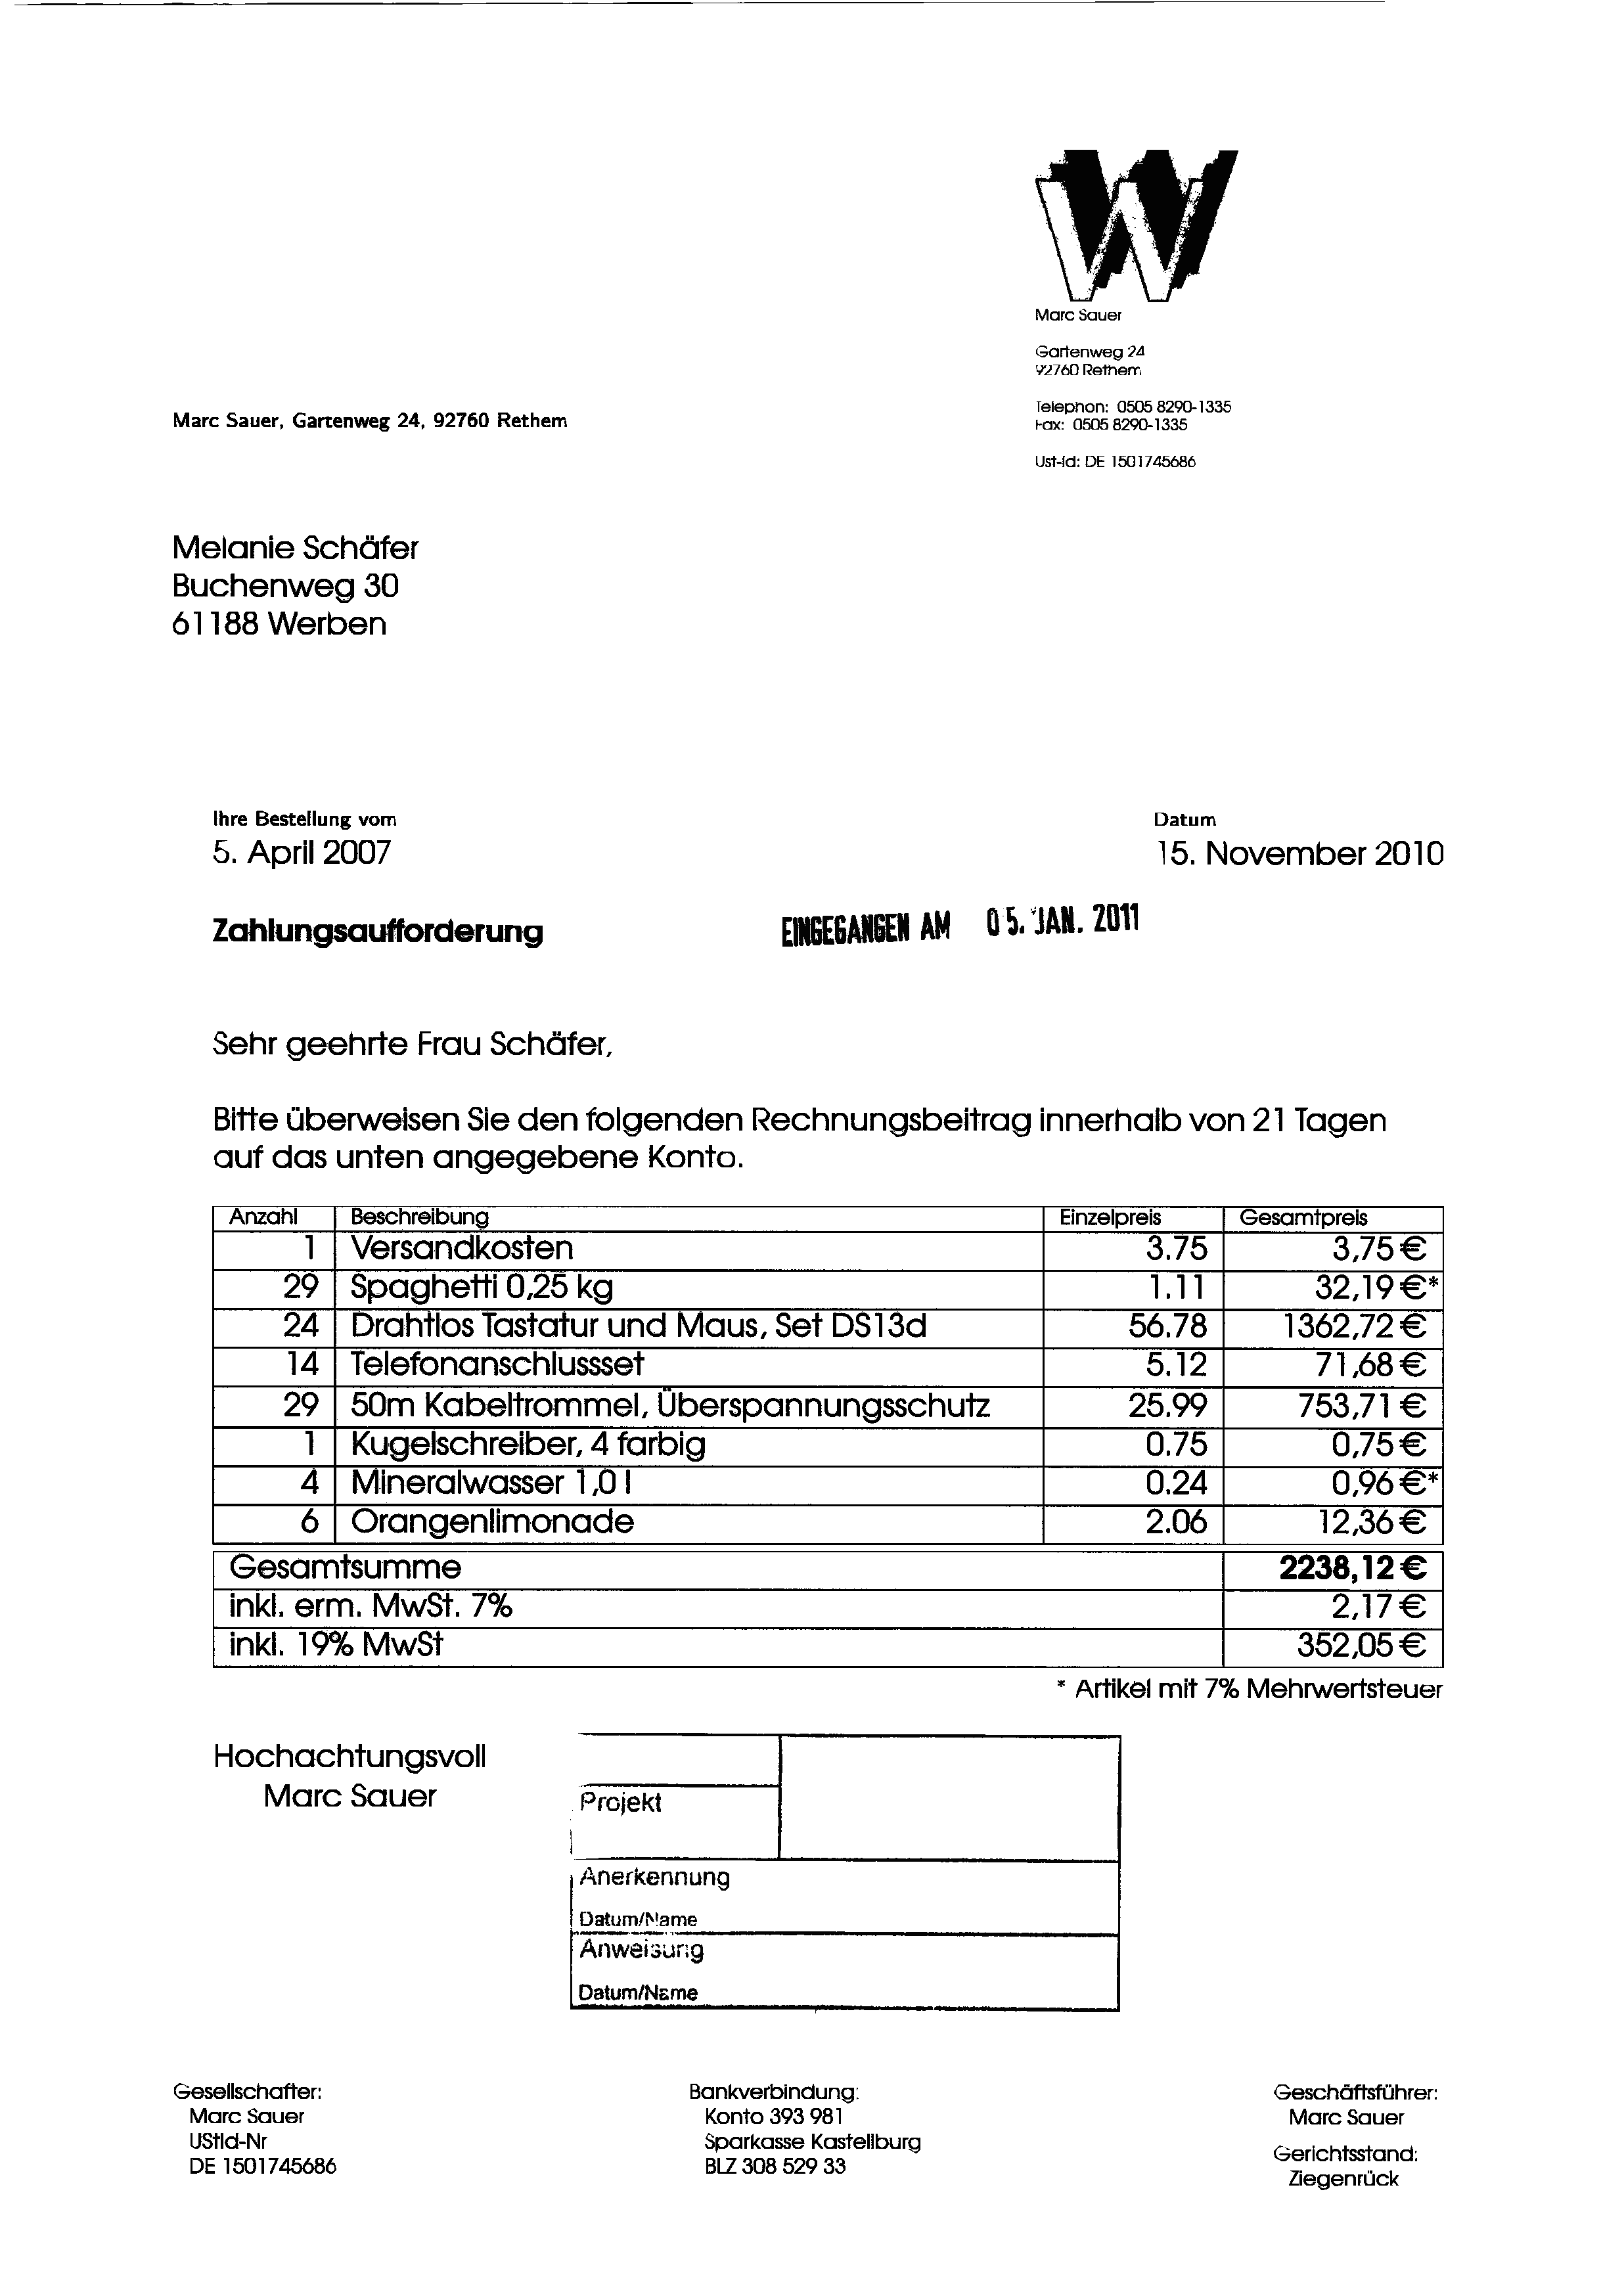 W
Marc Sauer
Gartenweg 24
92760 Rethem
Telephon: 0505 8290-1335
Fax: 0505 8290-1335
Ust-Id: DE 1501745686
Marc Sauer, Gartenweg 24, 92760 Rethem
Melanie Schäfer
Buchenweg 30
61188 Werben
Ihre Bestellung vom Datum
5. April 2007 15. November 2010
Zahlungsaufforderung EINGEGANGEN AM 05. JAN. 2011
Sehr geehrte Frau Schäfer,
Bitte überweisen Sie den folgenden Rechnungsbeitrag innerhalb von 21 Tagen
auf das unten angegebene Konto.
Anzahl Beschreibung Einzelpreis Gesamtpreis
1 Versandkosten 3.75 3,75 €
29 Spaghetti 0,25 kg 1.11 32,19 €*
24 Drahtlos Tastatur und Maus, Set DS13d 56.78 1362,72 €
14 Telefonanschlussset 5.12 71,68 €
29 50m Kabeltrommel, Überspannungsschutz 25.99 753,71 €
1 Kugelschreiber, 4 farbig 0.75 0,75 €
4 Mineralwasser 1,0 l 0.24 0,96 €*
6 Orangenlimonade 2.06 12,36 €
Gesamtsumme 2238,12 €
inkl. erm. MwSt. 7% 2,17 €
inkl. 19% MwSt 352,05 €
* Artikel mit 7% Mehrwertsteuer
Hochachtungsvoll
Marc Sauer
Projekt
Anerkennung
Datum/Name
Anweisung
Datum/Name
Gesellschafter:
Marc Sauer
UStId-Nr
DE 1501745686
Bankverbindung:
Konto 393 981
Sparkasse Kastellburg
BLZ 308 529 33
Geschäftsführer:
Marc Sauer
Gerichtsstand:
Ziegenrück